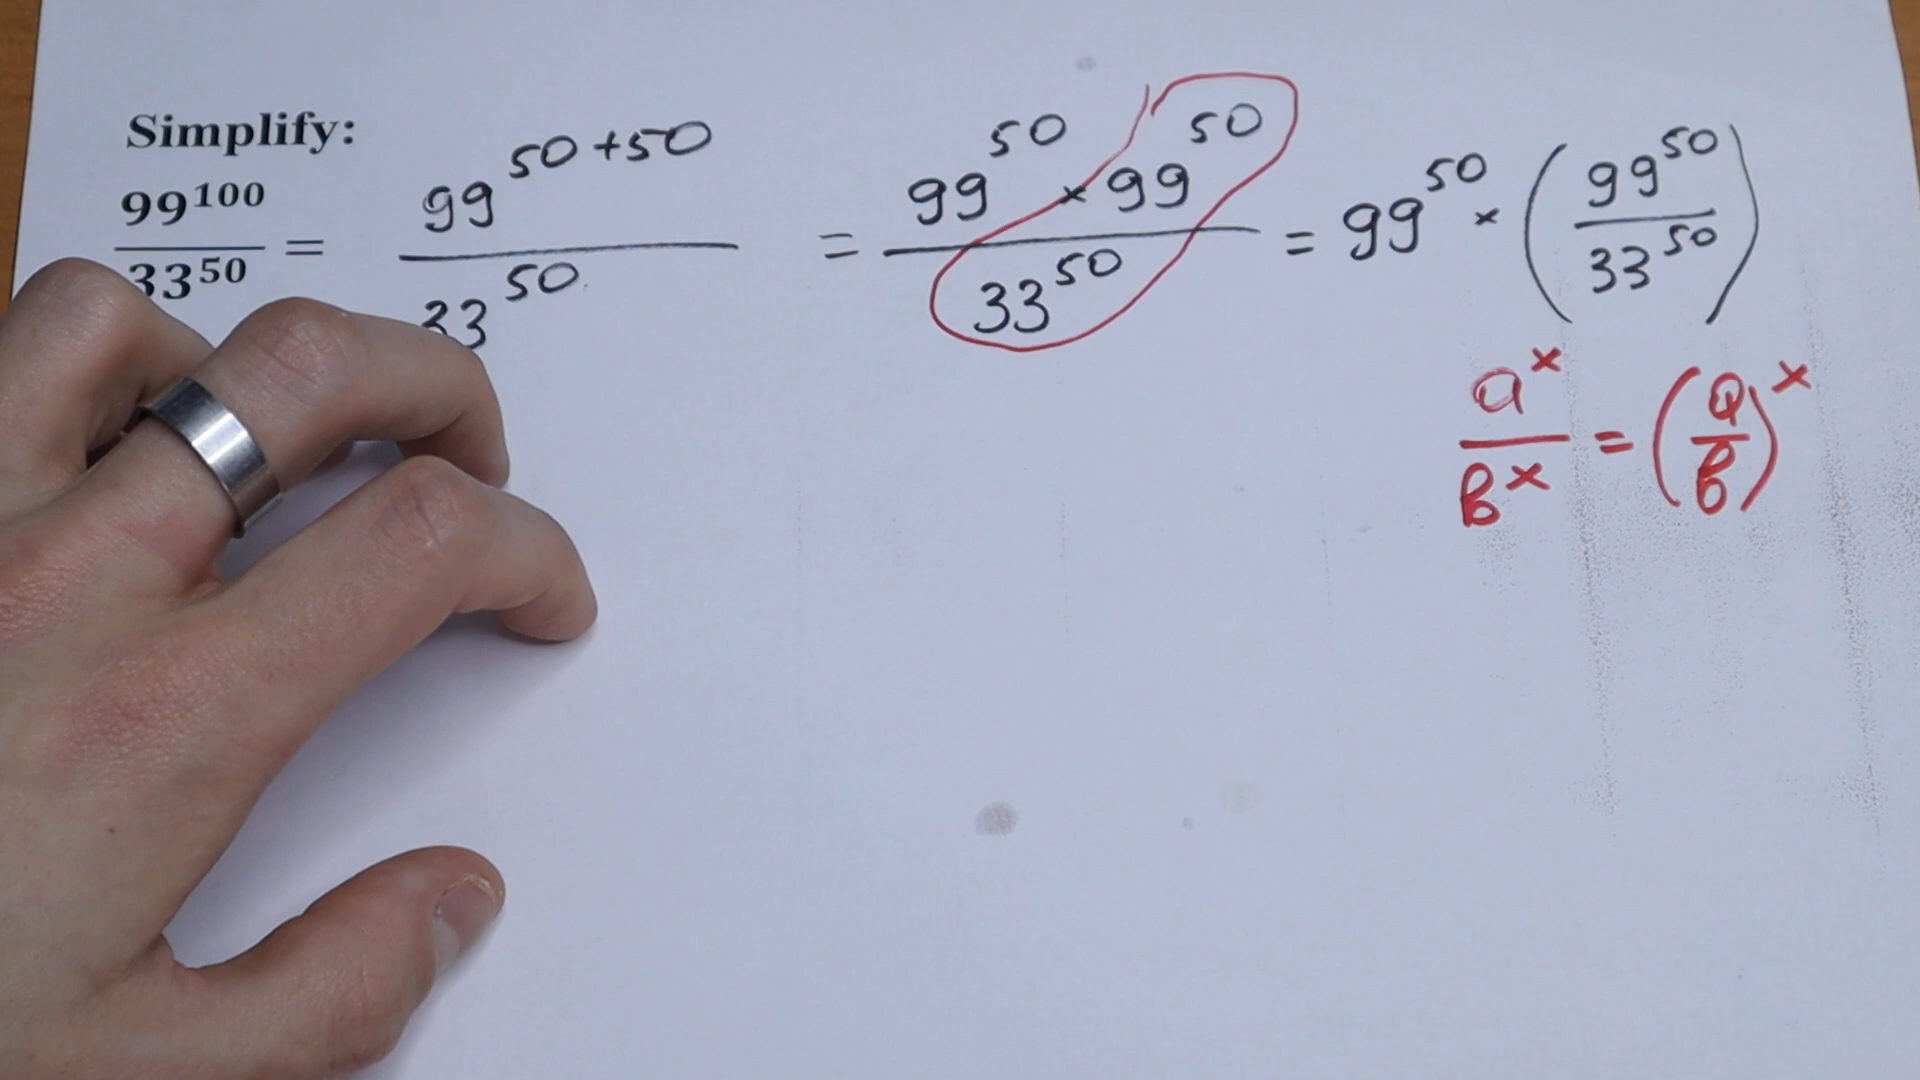 Simplify:
99^100 / 33^50 = 99^(50+50) / 33^50 = 99^50 × 99^50 / 33^50 = 99^50 × (99^50 / 33^50)
a^x / B^x = (a / B)^x